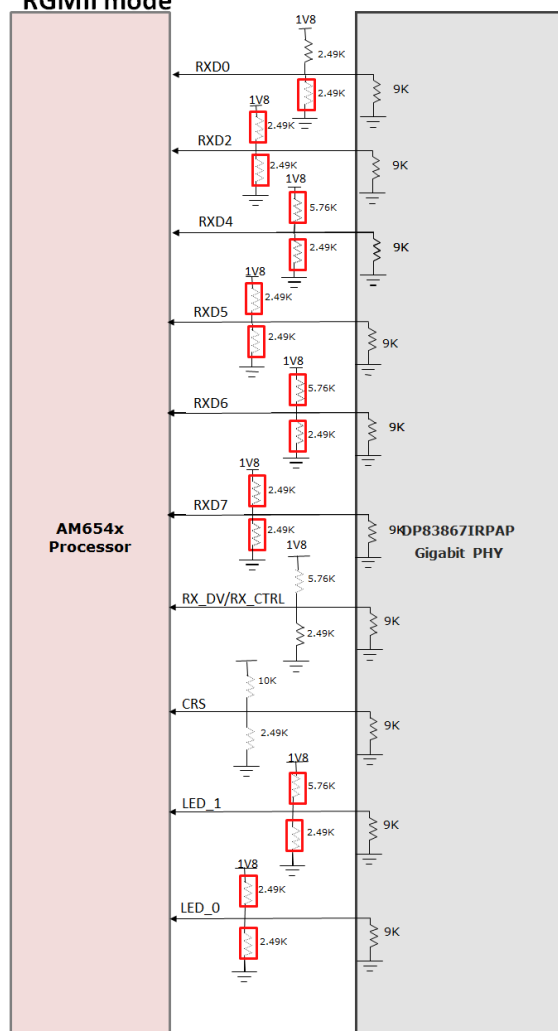 RGMII mode
1V8
2.49K
RXD0
2.49K
9K
1V8
2.49K
RXD2
2.49K
9K
1V8
5.76K
RXD4
2.49K
9K
1V8
2.49K
RXD5
2.49K
9K
1V8
5.76K
RXD6
2.49K
9K
1V8
2.49K
RXD7
2.49K
9K
AM654x
Processor
DP83867IRPAP
Gigabit PHY
1V8
5.76K
RX_DV/RX_CTRL
2.49K
9K
10K
CRS
2.49K
9K
1V8
5.76K
LED_1
2.49K
9K
1V8
2.49K
LED_0
2.49K
9K